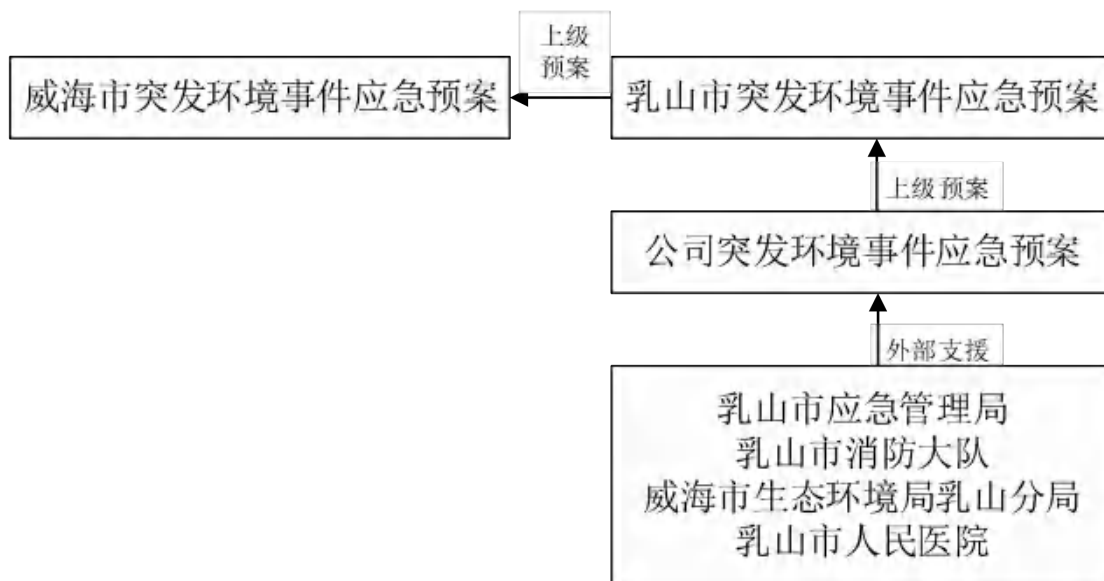 上级
预案
威海市突发环境事件应急预案
乳山市突发环境事件应急预案
上级预案
公司突发环境事件应急预案
外部支援
乳山市应急管理局
乳山市消防大队
威海市生态环境局乳山分局
乳山市人民医院